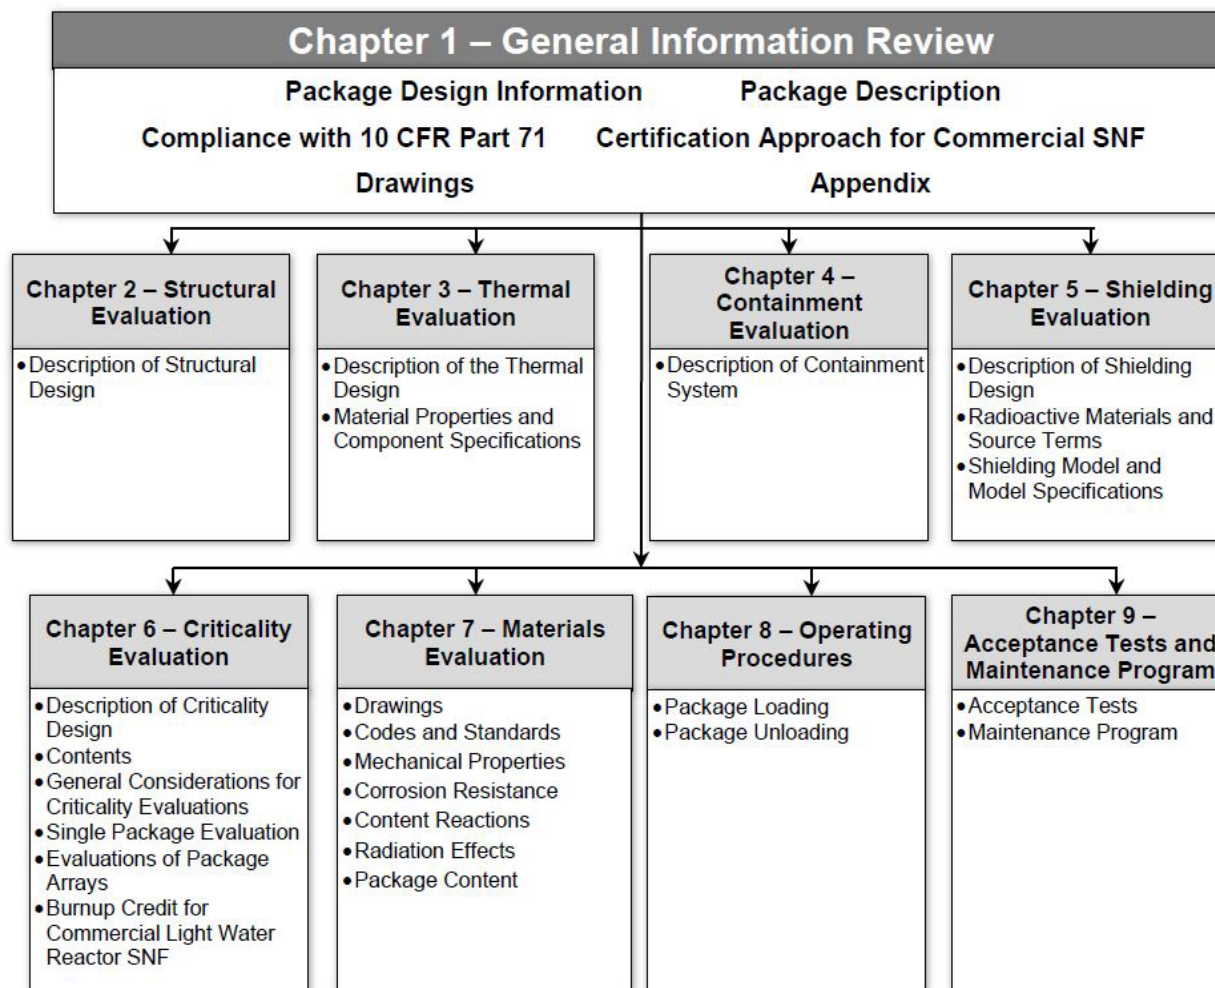 Chapter 1 – General Information Review
Package Design Information Package Description
Compliance with 10 CFR Part 71 Certification Approach for Commercial SNF
Drawings Appendix
Chapter 2 – Structural
Evaluation
•Description of Structural
Design
Chapter 3 – Thermal
Evaluation
•Description of the Thermal
Design
•Material Properties and
Component Specifications
Chapter 4 –
Containment
Evaluation
•Description of Containment
System
Chapter 5 – Shielding
Evaluation
•Description of Shielding
Design
•Radioactive Materials and
Source Terms
•Shielding Model and
Model Specifications
Chapter 6 – Criticality
Evaluation
•Description of Criticality
Design
•Contents
•General Considerations for
Criticality Evaluations
•Single Package Evaluation
•Evaluations of Package
Arrays
•Burnup Credit for
Commercial Light Water
Reactor SNF
Chapter 7 – Materials
Evaluation
•Drawings
•Codes and Standards
•Mechanical Properties
•Corrosion Resistance
•Content Reactions
•Radiation Effects
•Package Content
Chapter 8 – Operating
Procedures
•Package Loading
•Package Unloading
Chapter 9 –
Acceptance Tests and
Maintenance Program
•Acceptance Tests
•Maintenance Program